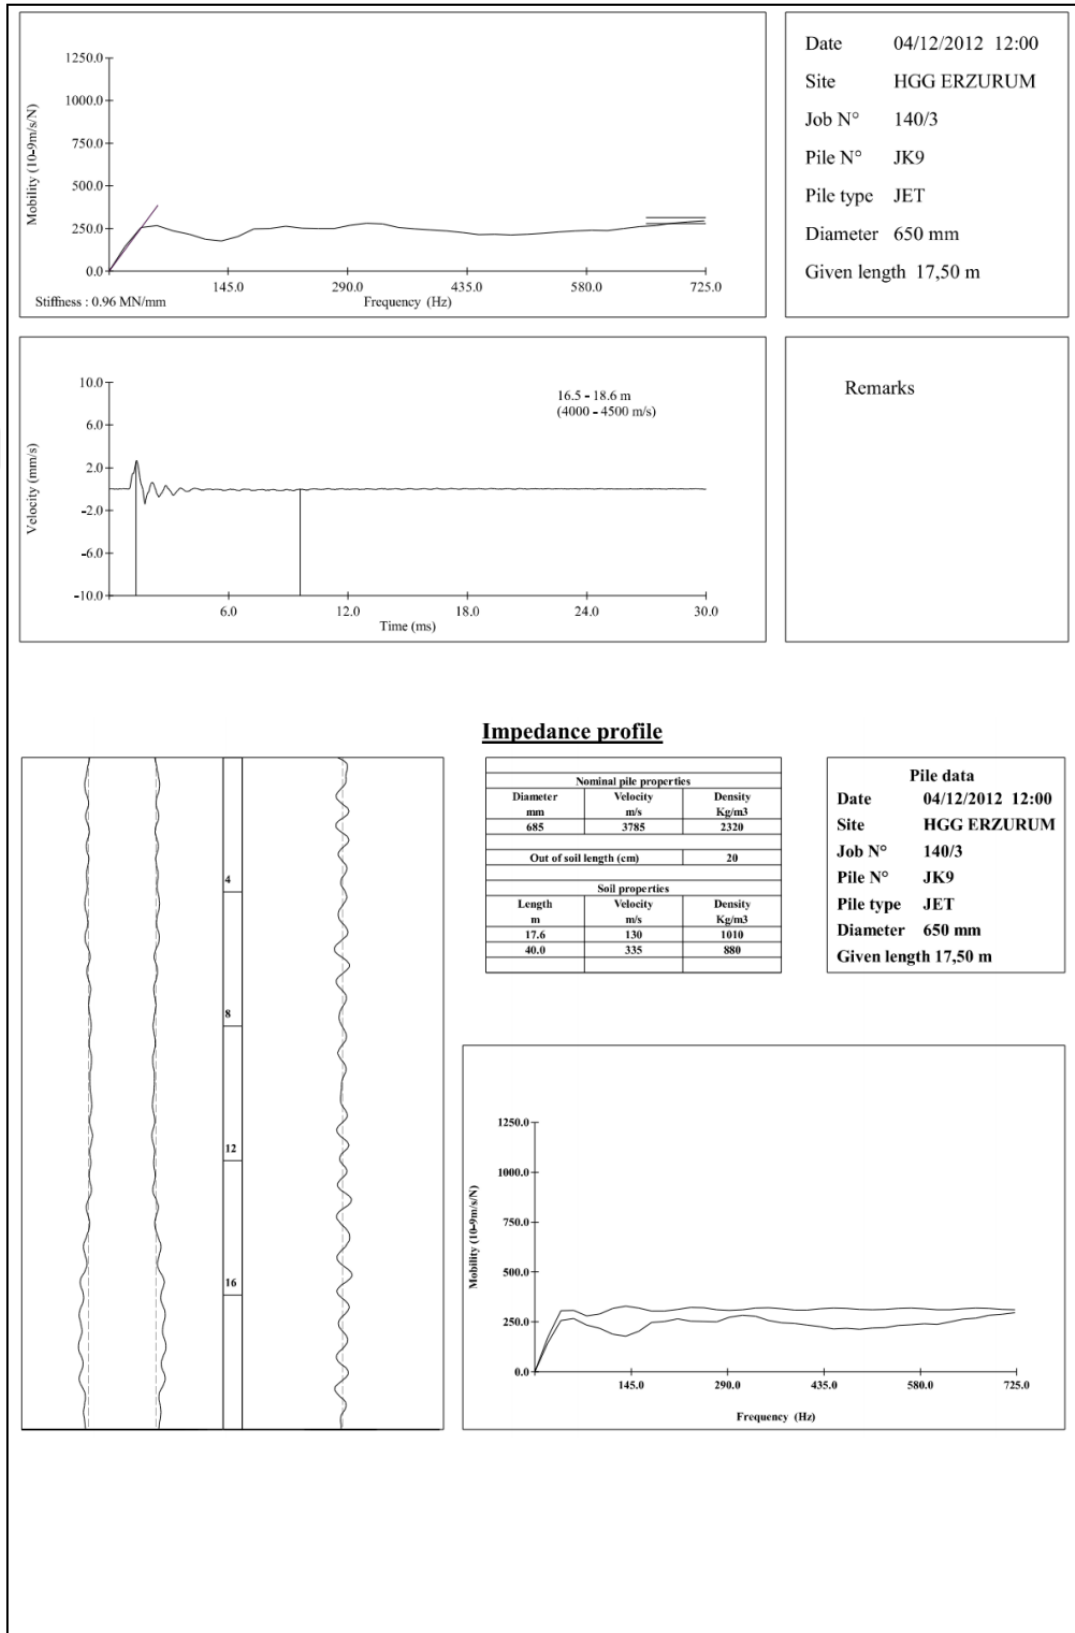 1250.0
1000.0
750.0
500.0
250.0
0.0
Mobility (10-9m/s/N)
145.0 290.0 435.0 580.0 725.0
Stiffness : 0.96 MN/mm
Frequency (Hz)
Date 04/12/2012 12:00
Site HGG ERZURUM
Job N° 140/3
Pile N° JK9
Pile type JET
Diameter 650 mm
Given length 17,50 m
10.0
6.0
2.0
-2.0
-6.0
-10.0
Velocity (mm/s)
16.5 - 18.6 m
(4000 - 4500 m/s)
6.0 12.0 18.0 24.0 30.0
Time (ms)
Remarks
Impedance profile
4
8
12
16
Nominal pile properties
Diameter Velocity Density
mm m/s Kg/m3
685 3785 2320
Out of soil length (cm) 20
Soil properties
Length Velocity Density
m m/s Kg/m3
17.6 130 1010
40.0 335 880
Pile data
Date 04/12/2012 12:00
Site HGG ERZURUM
Job N° 140/3
Pile N° JK9
Pile type JET
Diameter 650 mm
Given length 17,50 m
1250.0
1000.0
750.0
500.0
250.0
0.0
Mobility (10-9m/s/N)
145.0 290.0 435.0 580.0 725.0
Frequency (Hz)